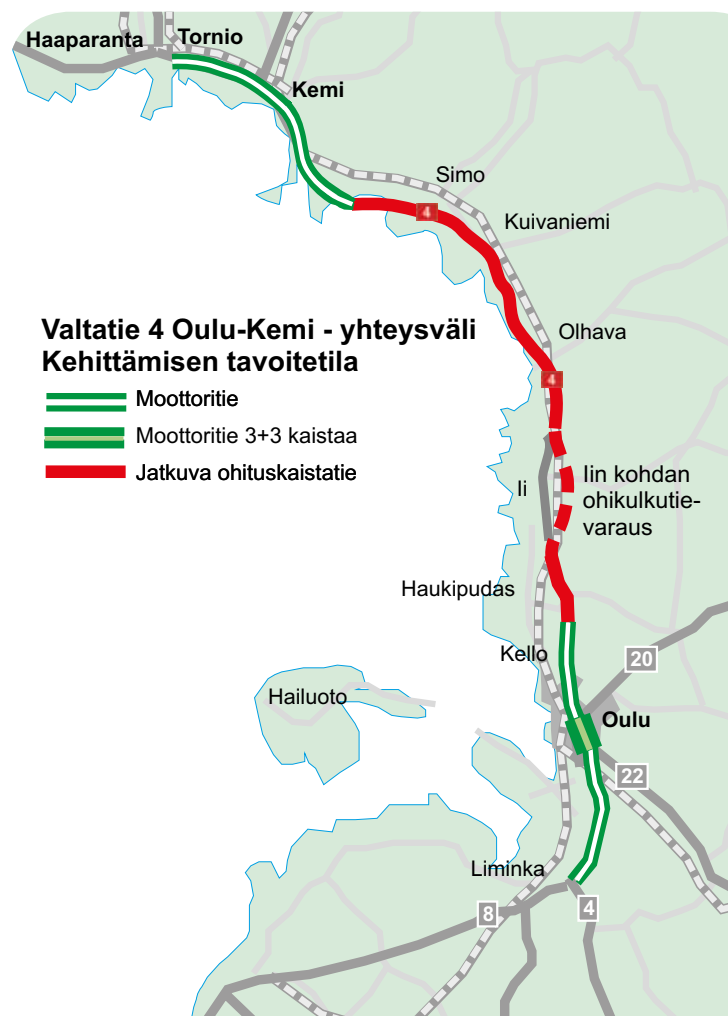 Haaparanta
Tornio
Kemi
Simo
4
Kuivaniemi
Valtatie 4 Oulu-Kemi - yhteysväli
Kehittämisen tavoitetila
Moottoritie
Moottoritie 3+3 kaistaa
Jatkuva ohituskaistatie
Olhava
4
Ii
Iin kohdan
ohikulkutie-
varaus
Haukipudas
Kello
20
Hailuoto
Oulu
22
Liminka
8
4